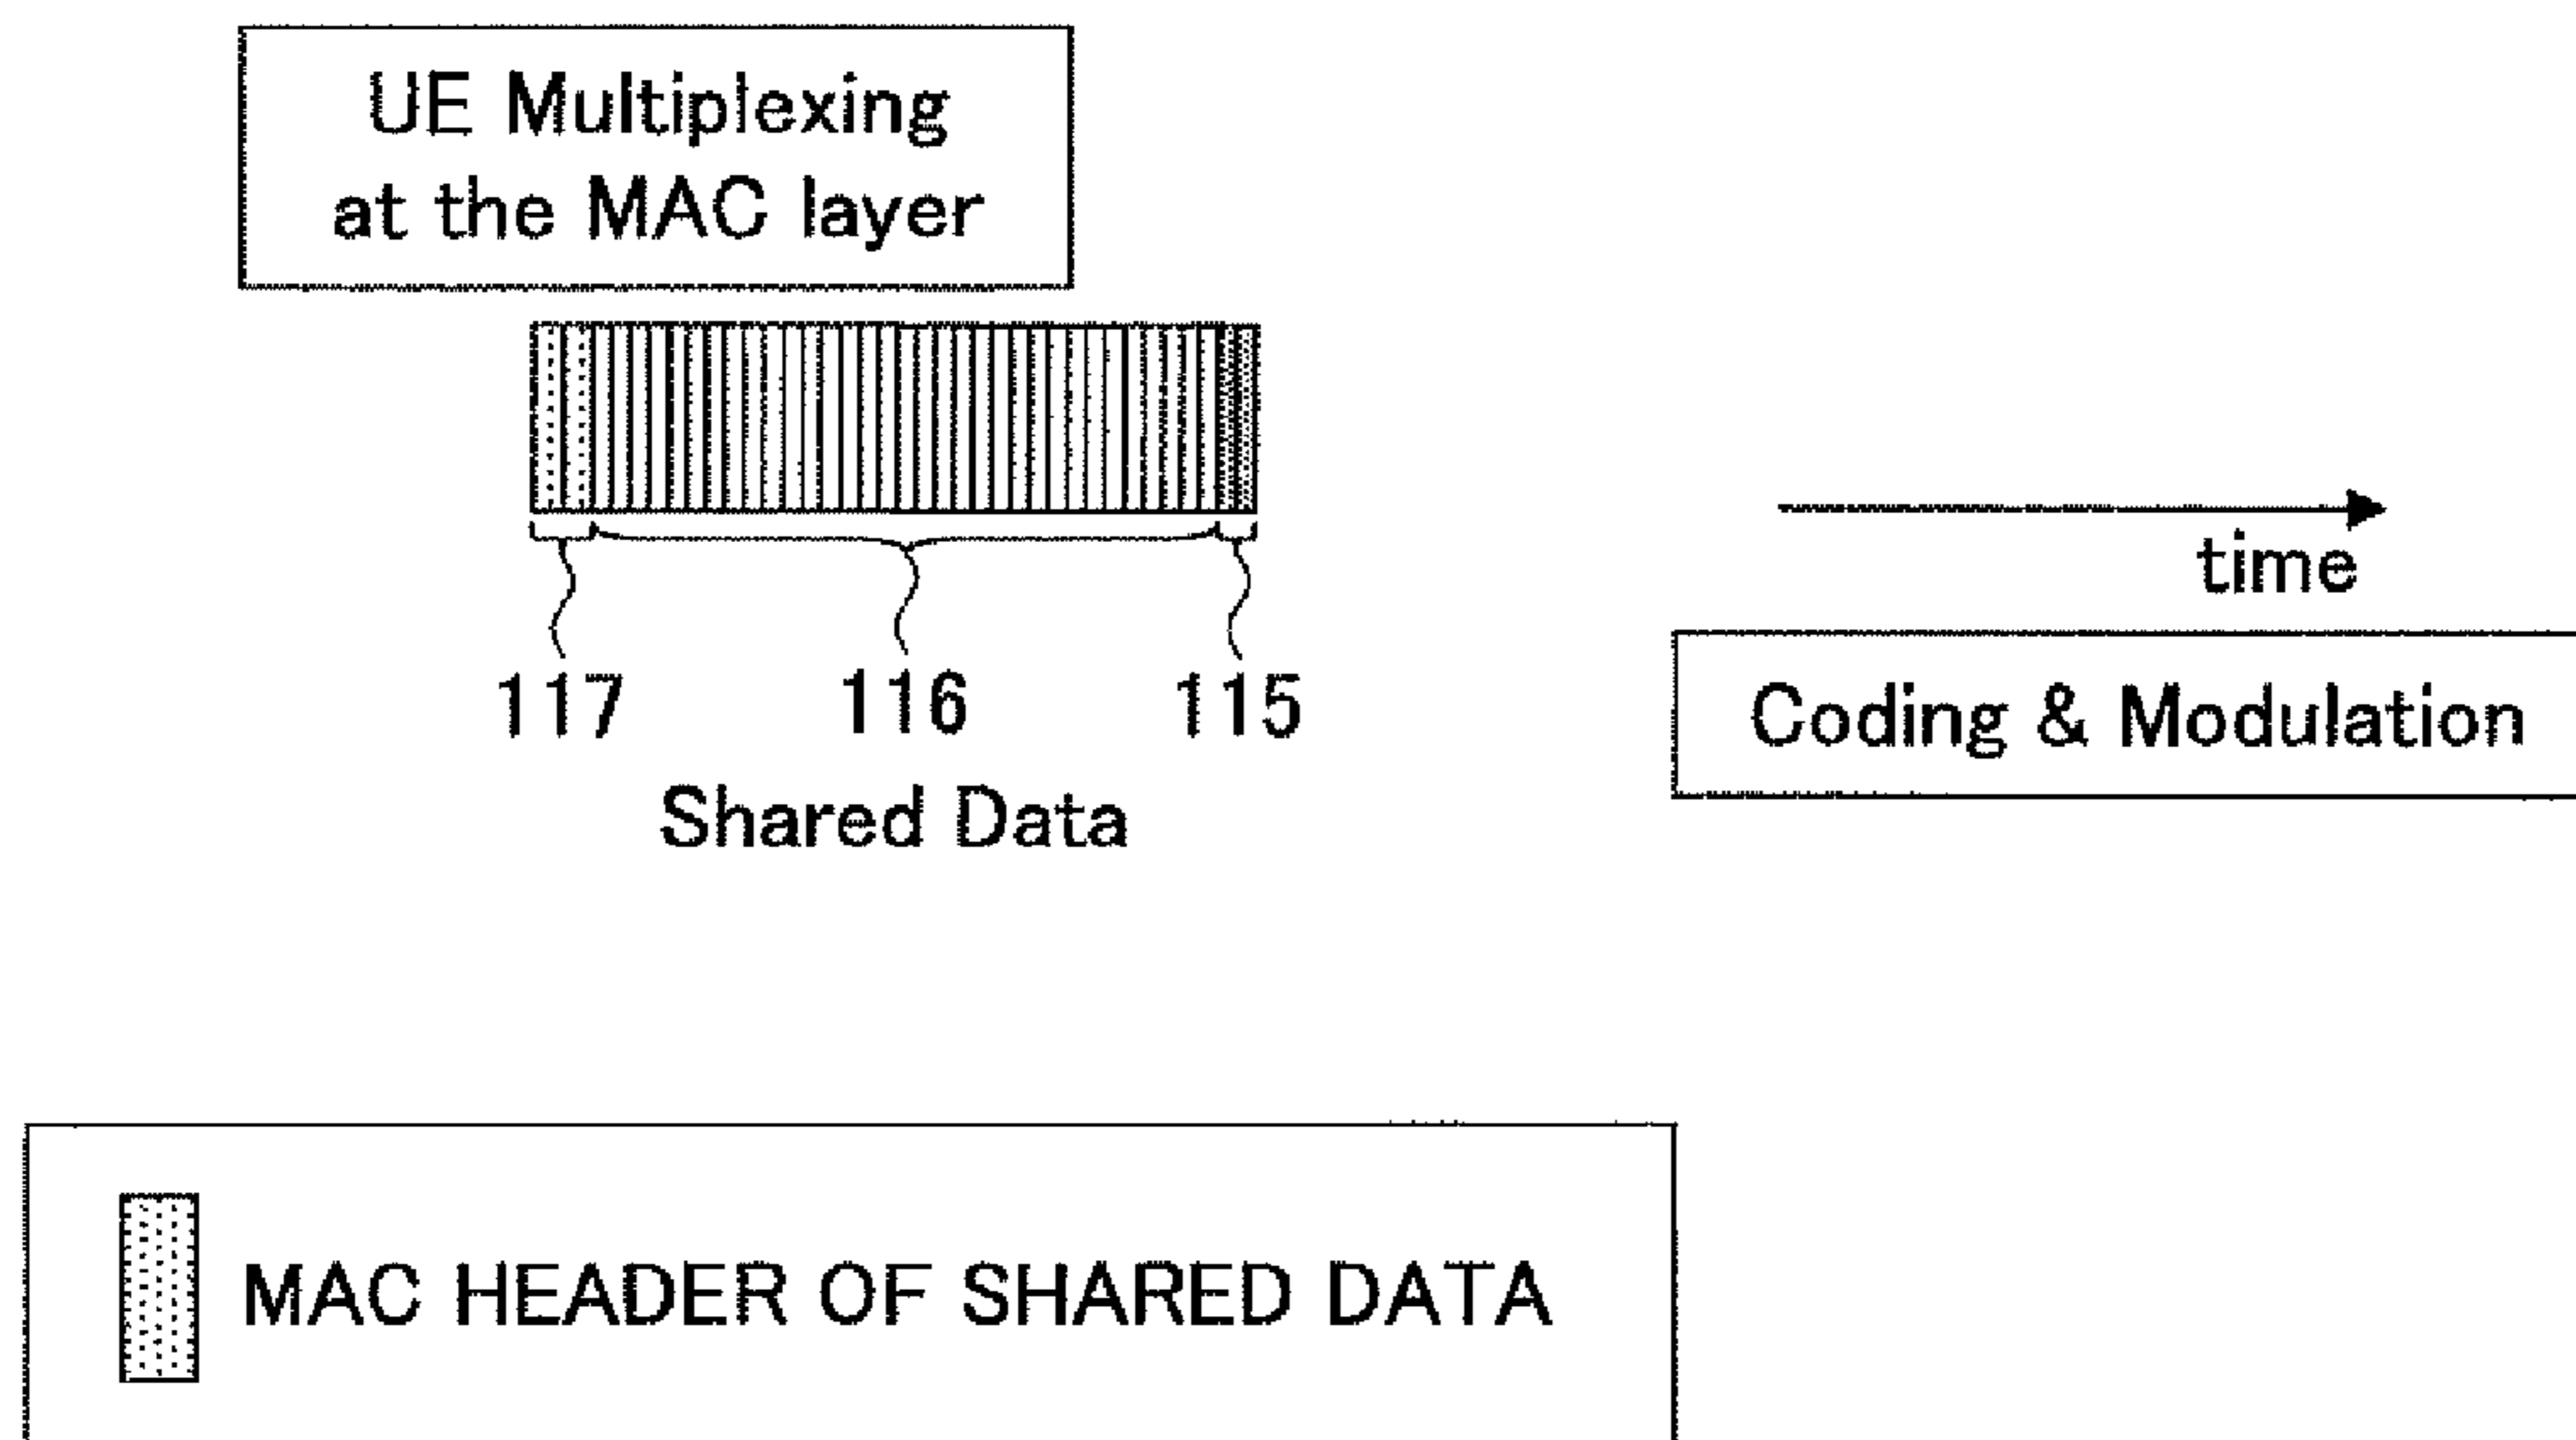 UE Multiplexing
at the MAC layer
time
117 116 115
Coding & Modulation
Shared Data
MAC HEADER OF SHARED DATA